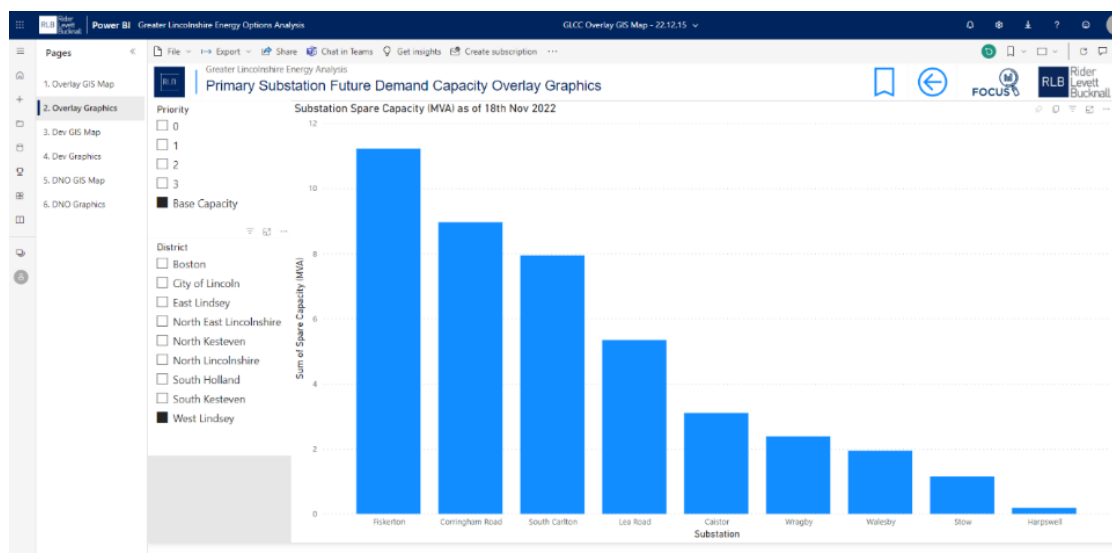 RLB Rider Levett Bucknall Power BI Greater Lincolnshire Energy Options Analysis GLCC Overlay GIS Map - 22.12.15
Pages
1. Overlay GIS Map
2. Overlay Graphics
3. Dev GIS Map
4. Dev Graphics
5. DNO GIS Map
6. DNO Graphics
File Export Share Chat in Teams Get insights Create subscription
RLB
Greater Lincolnshire Energy Analysis
Primary Substation Future Demand Capacity Overlay Graphics
FOCUS
RLB Rider Levett Bucknall
Priority
0
1
2
3
Base Capacity
District
Boston
City of Lincoln
East Lindsey
North East Lincolnshire
North Kesteven
North Lincolnshire
South Holland
South Kesteven
West Lindsey
Substation Spare Capacity (MVA) as of 18th Nov 2022
Sum of Spare Capacity (MVA)
12
10
8
6
4
2
0
Fiskerton Corringham Road South Carlton Lea Road Caistor Wragby Walesby Stow Harpswell
Substation